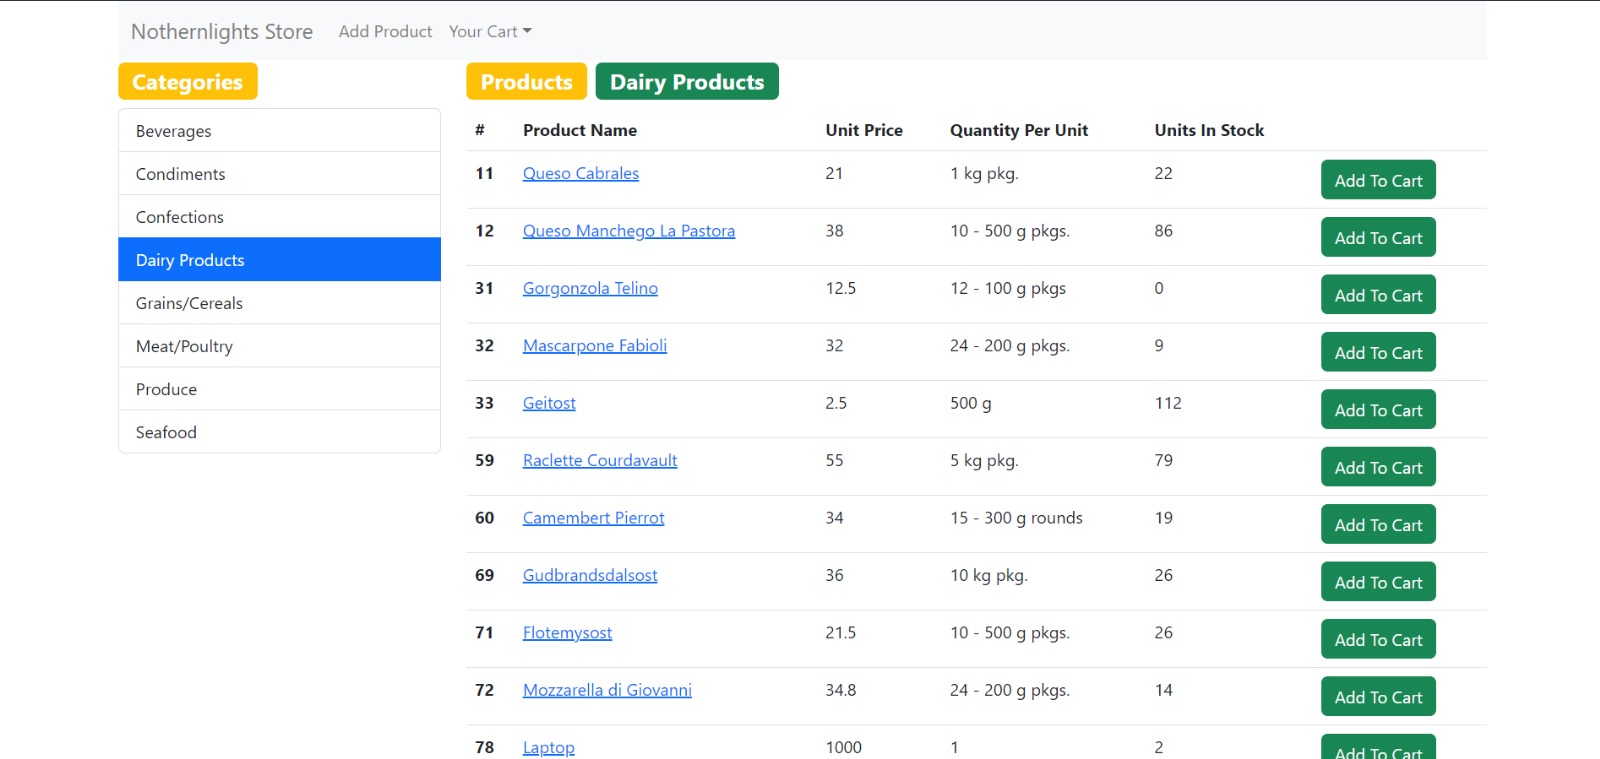 Nothernlights Store Add Product Your Cart
Categories
Beverages
Condiments
Confections
Dairy Products
Grains/Cereals
Meat/Poultry
Produce
Seafood
Products Dairy Products
# Product Name Unit Price Quantity Per Unit Units In Stock
11 Queso Cabrales 21 1 kg pkg. 22 Add To Cart
12 Queso Manchego La Pastora 38 10 - 500 g pkgs. 86 Add To Cart
31 Gorgonzola Telino 12.5 12 - 100 g pkgs 0 Add To Cart
32 Mascarpone Fabioli 32 24 - 200 g pkgs. 9 Add To Cart
33 Geitost 2.5 500 g 112 Add To Cart
59 Raclette Courdavault 55 5 kg pkg. 79 Add To Cart
60 Camembert Pierrot 34 15 - 300 g rounds 19 Add To Cart
69 Gudbrandsdalsost 36 10 kg pkg. 26 Add To Cart
71 Flotemysost 21.5 10 - 500 g pkgs. 26 Add To Cart
72 Mozzarella di Giovanni 34.8 24 - 200 g pkgs. 14 Add To Cart
78 Laptop 1000 1 2 Add To Cart